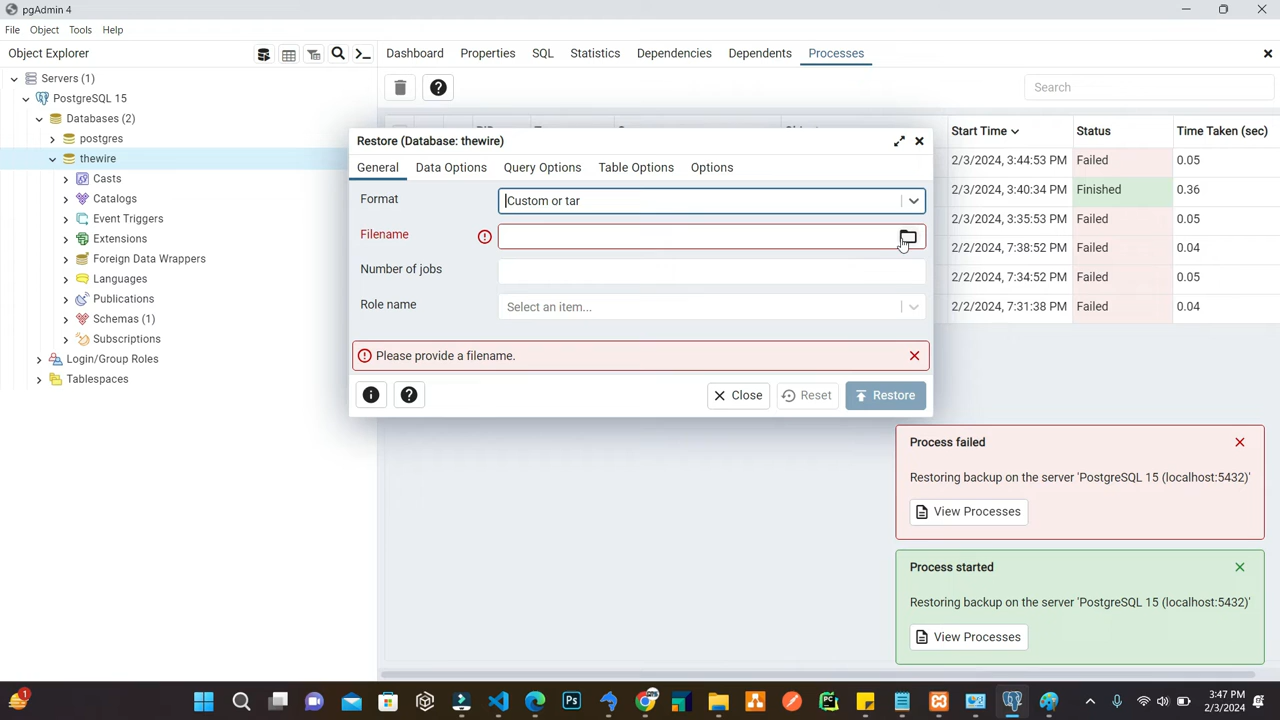 pgAdmin 4
File Object Tools Help
Object Explorer
Dashboard Properties SQL Statistics Dependencies Dependents Processes
Servers (1)
PostgreSQL 15
Databases (2)
postgres
thewire
Casts
Catalogs
Event Triggers
Extensions
Foreign Data Wrappers
Languages
Publications
Schemas (1)
Subscriptions
Login/Group Roles
Tablespaces
Search
Start Time Status Time Taken (sec)
2/3/2024, 3:44:53 PM Failed 0.05
2/3/2024, 3:40:34 PM Finished 0.36
2/3/2024, 3:35:53 PM Failed 0.05
2/2/2024, 7:38:52 PM Failed 0.04
2/2/2024, 7:34:52 PM Failed 0.05
2/2/2024, 7:31:38 PM Failed 0.04
Restore (Database: thewire)
General Data Options Query Options Table Options Options
Format Custom or tar
Filename
Number of jobs
Role name Select an item...
Please provide a filename.
Close Reset Restore
Process failed
Restoring backup on the server 'PostgreSQL 15 (localhost:5432)'
View Processes
Process started
Restoring backup on the server 'PostgreSQL 15 (localhost:5432)'
View Processes
1
Ps
PC
3:47 PM
2/3/2024